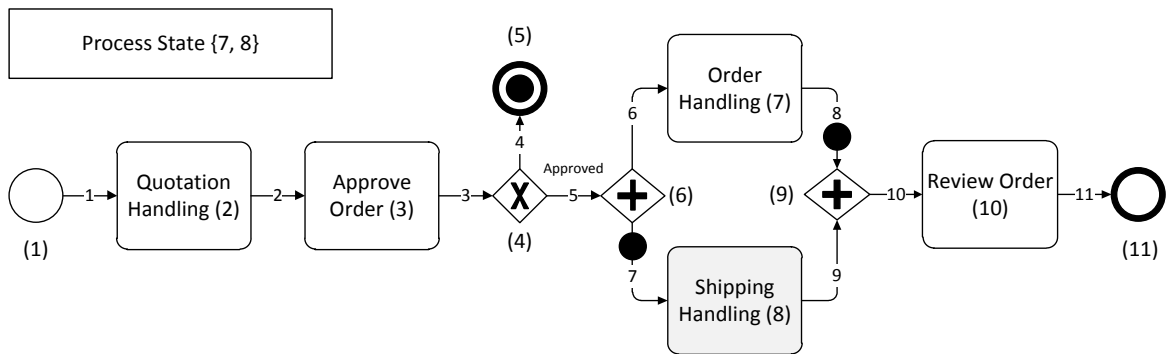 Process State {7, 8}
(5)
Order
Handling (7)
6
8
4
Approved
1
Quotation
Handling (2)
2
Approve
Order (3)
3
X
5
(6)
(9)
10
Review Order
(10)
11
(1)
(4)
(11)
7
Shipping
Handling (8)
9